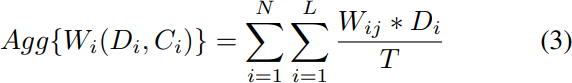 Agg\{W_i(D_i, C_i)\} = \sum_{i=1}^{N} \sum_{i=1}^{L} \frac{W_{ij} * D_i}{T} (3)